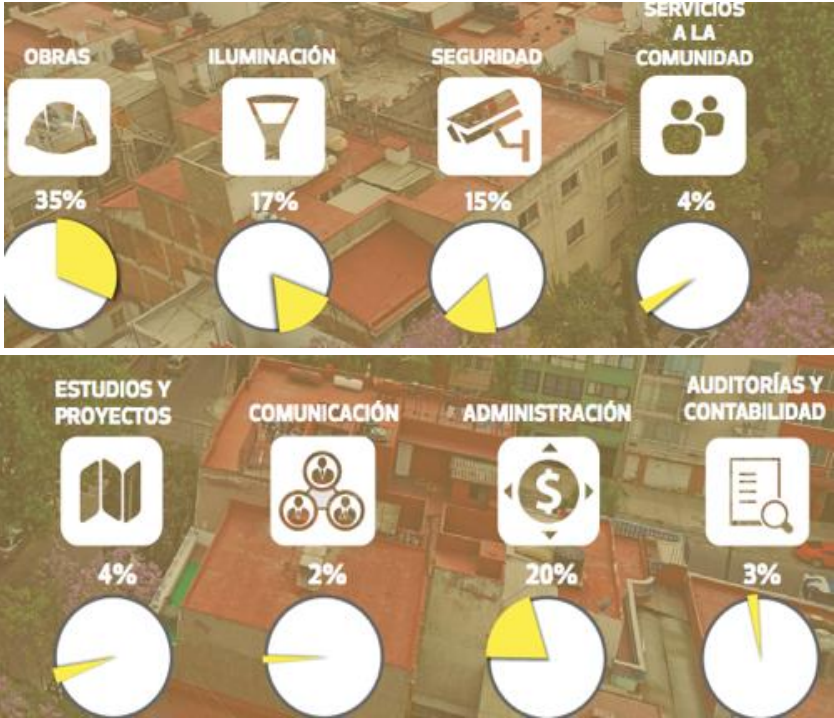 OBRAS
ILUMINACIÓN
SEGURIDAD
SERVICIOS
A LA
COMUNIDAD
35%
17%
15%
4%
ESTUDIOS Y
PROYECTOS
COMUNICACIÓN
ADMINISTRACIÓN
AUDITORÍAS Y
CONTABILIDAD
$
4%
2%
20%
3%